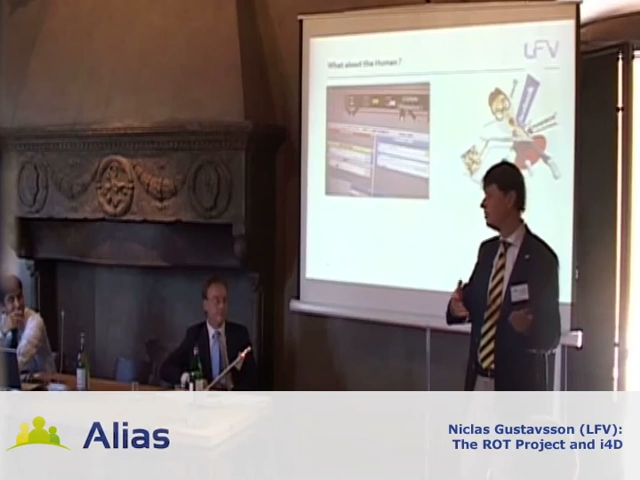 LFV
What about the Human ?
Alias
Niclas Gustavsson (LFV):
The ROT Project and i4D